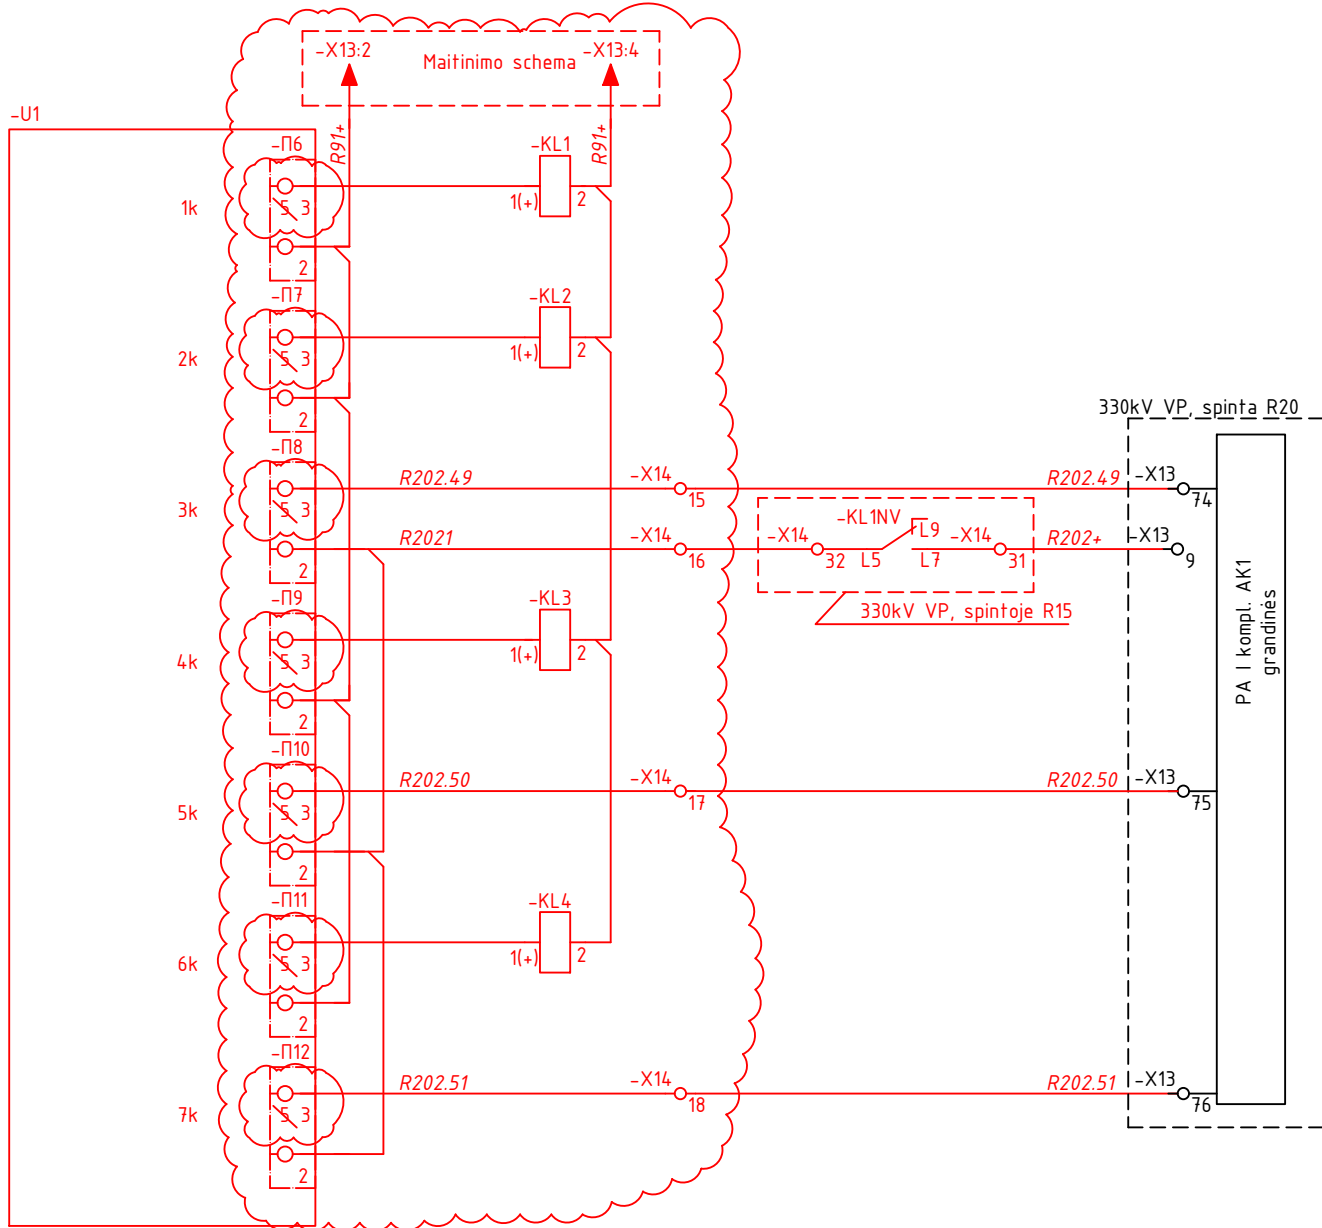 -X13:2
Maitinimo schema
-X13:4
-U1
R91+
R91+
-П6
-KL1
1k
5 3
1(+)
2
2
-П7
-KL2
2k
5 3
1(+)
2
2
330kV VP, spinta R20
-П8
R202.49
-X14
R202.49
-X13
3k
5 3
15
74
-KL1NV
L9
R2021
-X14
-X14
-X14
R202+
-X13
16
32
L5
L7
31
9
2
-П9
-KL3
330kV VP, spintoje R15
4k
5 3
1(+)
2
2
PA I kompl. AK1
grandinės
-П10
R202.50
-X14
R202.50
-X13
5k
5 3
17
75
2
-П11
-KL4
6k
5 3
1(+)
2
2
-П12
R202.51
-X14
R202.51
-X13
7k
5 3
18
76
2